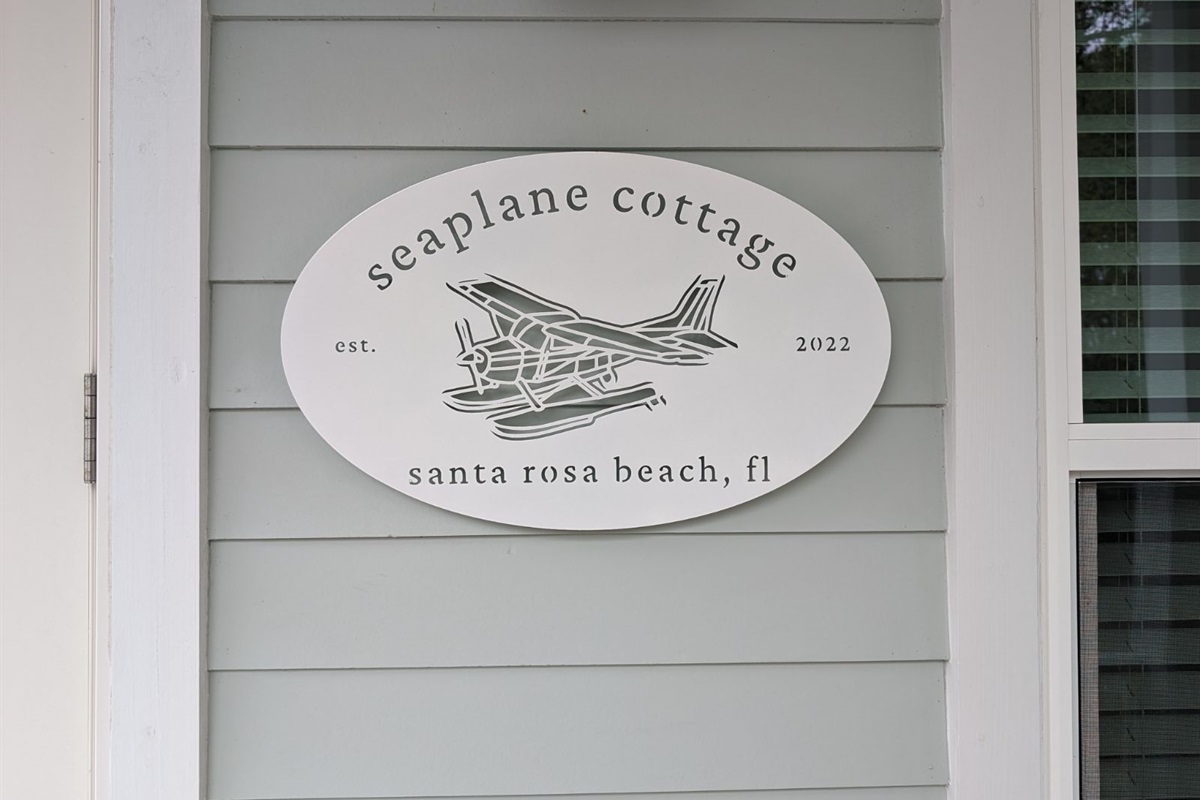 seaplane cottage
est. 2022
santa rosa beach, fl